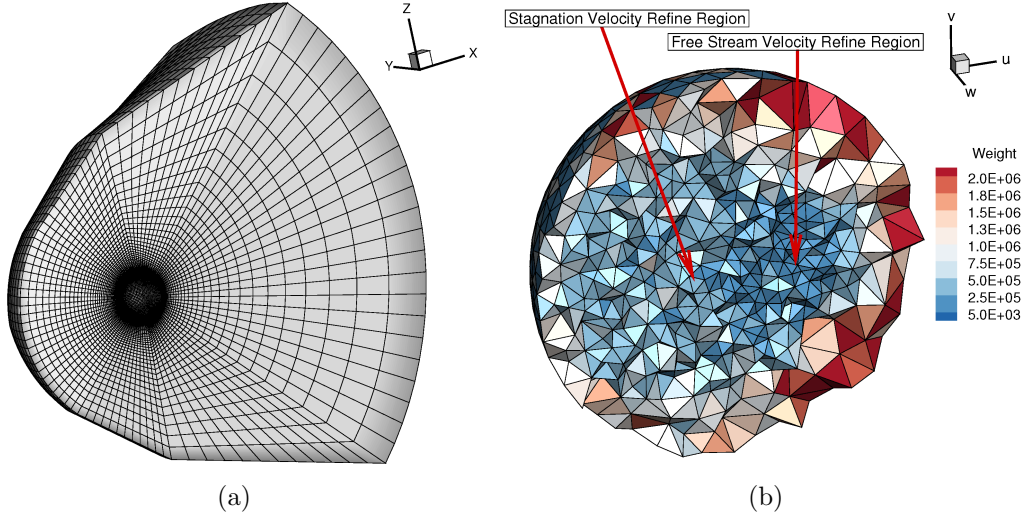 Z
X
Y
Stagnation Velocity Refine Region
Free Stream Velocity Refine Region
v
u
w
Weight
2.0E+06
1.8E+06
1.5E+06
1.3E+06
1.0E+06
7.5E+05
5.0E+05
2.5E+05
5.0E+03
(a)
(b)